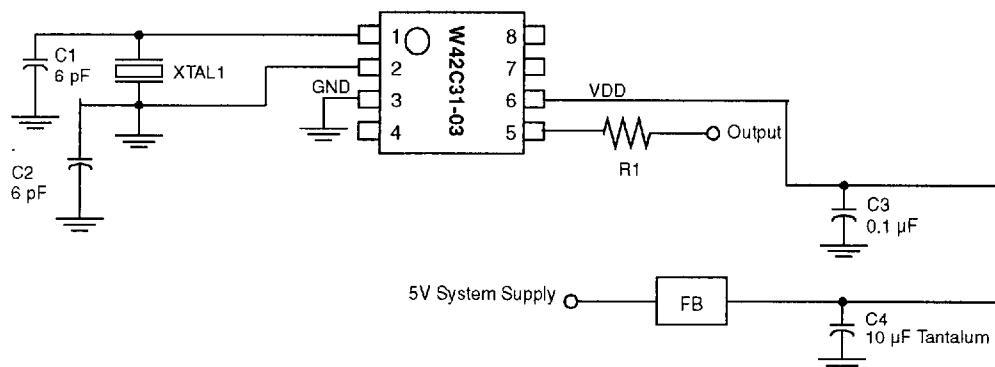 C1
6 pF
XTAL1
C2
6 pF
GND
1
2
3
4
W42C31-03
8
7
6
5
VDD
R1
Output
C3
0.1 µF
5V System Supply
FB
C4
10 µF Tantalum